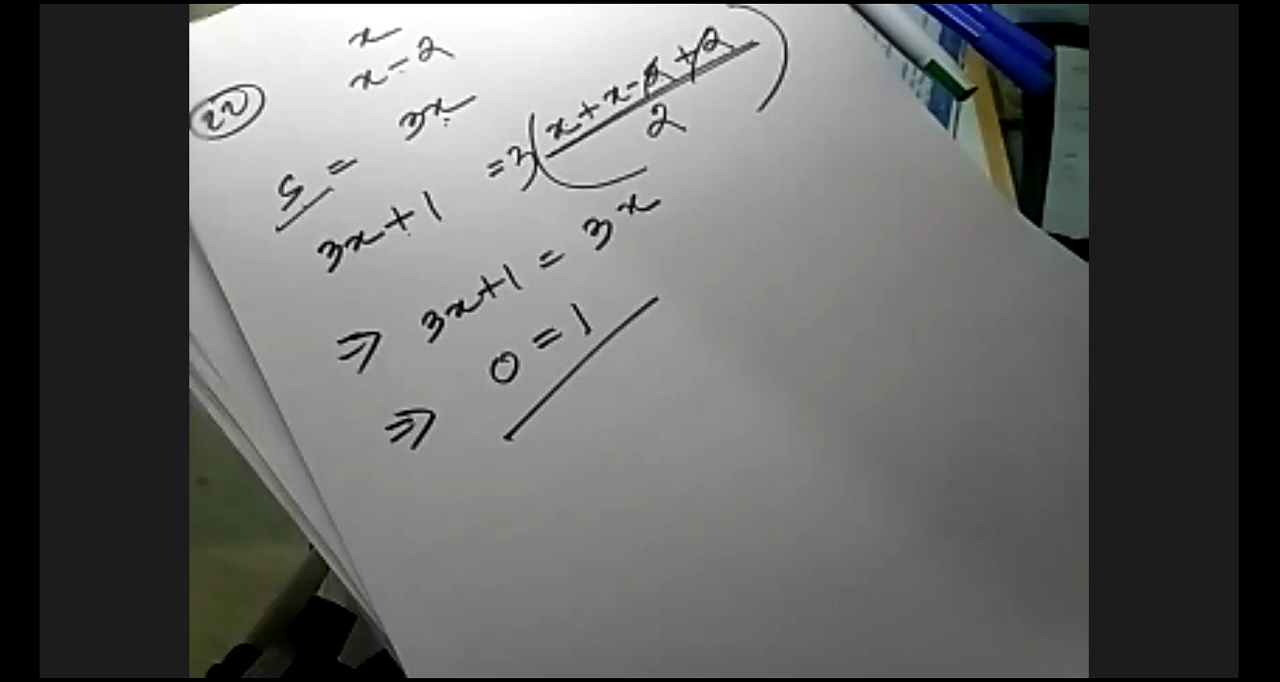 22
x
x-2
3x
S =
3x+1 = 3(x+x-2+2/2)
⇒ 3x+1 = 3x
⇒ 0=1